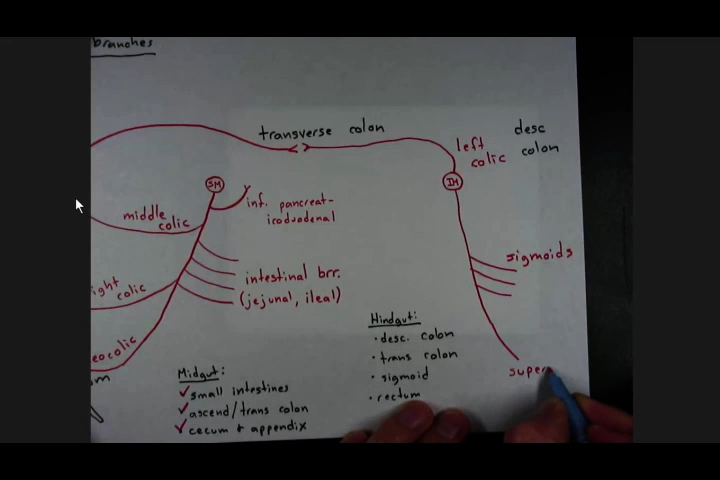 branches
transverse colon
desc
colon
left
colic
SM
IM
inf. pancreat-
icoduodenal
middle
colic
sigmoids
intestinal brr.
(jejunal, ileal)
ight
colic
eocolic
om
Hindgut:
· desc. colon
· trans colon
· sigmoid
· rectum
Midgut:
✓ small intestines
✓ ascend/trans colon
✓ cecum + appendix
super